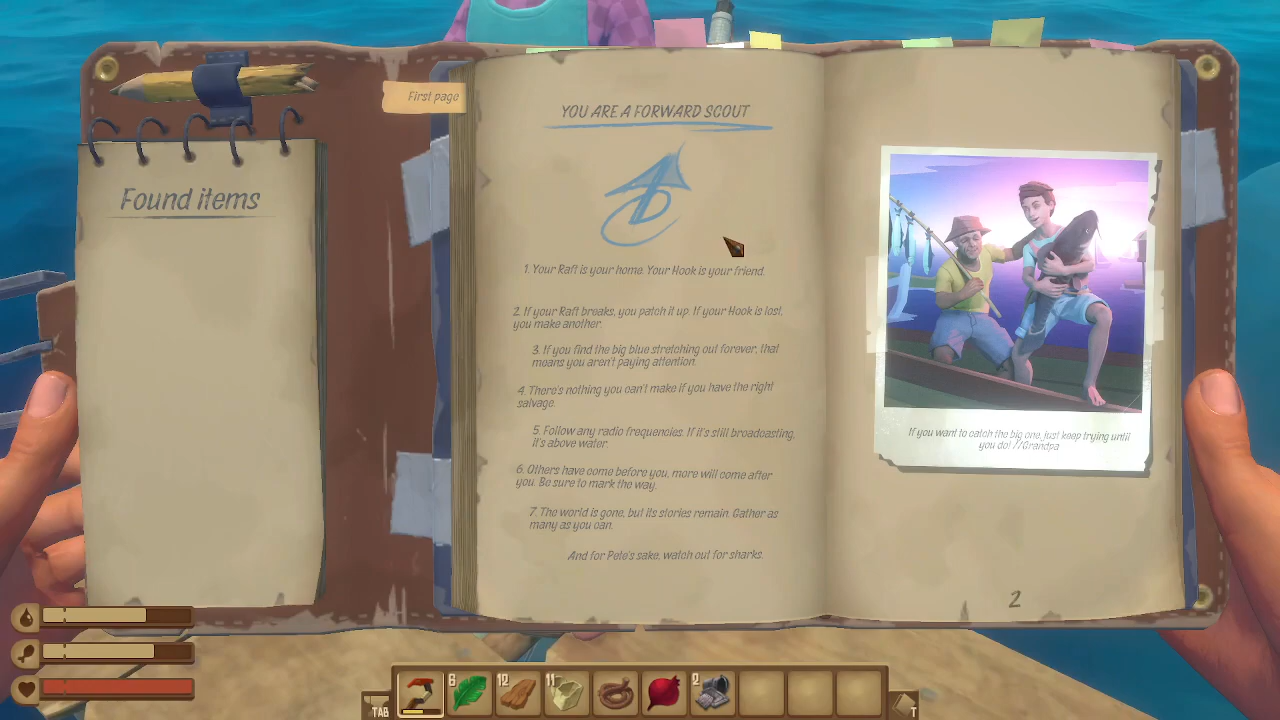 First page
YOU ARE A FORWARD SCOUT
Found items
1. Your Raft is your home. Your Hook is your friend.
2. If your Raft breaks, you patch it up. If your Hook is lost,
you make another.
3. If you find the big blue stretching out forever, that
means you aren't paying attention.
4. There's nothing you can't make if you have the right
salvage.
5. Follow any radio frequencies. If it's still broadcasting,
it's above water.
6. Others have come before you, more will come after
you. Be sure to mark the way.
7. The world is gone, but its stories remain. Gather as
many as you can.
And for Pete's sake, watch out for sharks.
If you want to catch the big one, just keep trying until
you do! //Grandpa
2
TAB
6
12
11
2
T